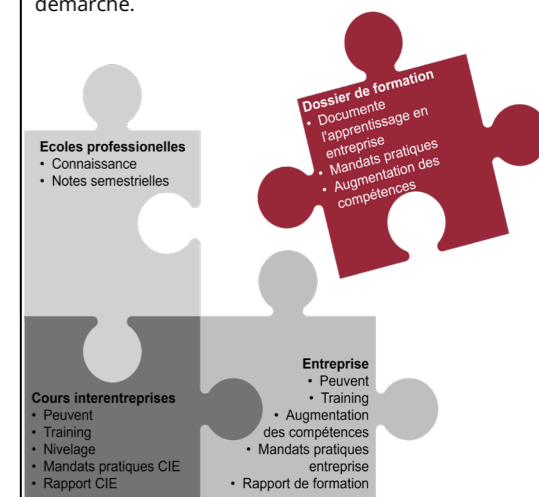 démarche.
Dossier de formation
• Documente
l'apprentissage en
entreprise
• Mandats pratiques
• Augmentation des
compétences
Ecoles professionelles
• Connaissance
• Notes semestrielles
Cours interentreprises
• Peuvent
• Training
• Nivelage
• Mandats pratiques CIE
• Rapport CIE
Entreprise
• Peuvent
• Training
• Augmentation
des compétences
• Mandats pratiques
entreprise
• Rapport de formation